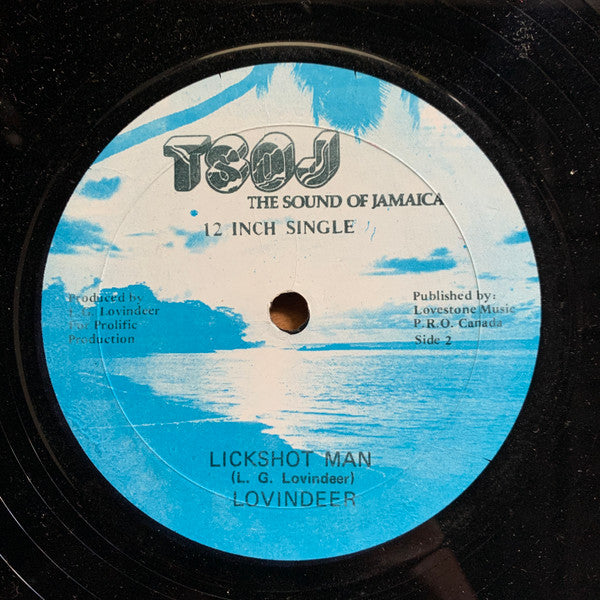 TSOJ
THE SOUND OF JAMAICA
12 INCH SINGLE
Produced by
L. G. Lovindeer
For Prolific
Production
Published by:
Lovestone Music
P.R.O. Canada
Side 2
LICKSHOT MAN
(L. G. Lovindeer)
LOVINDEER